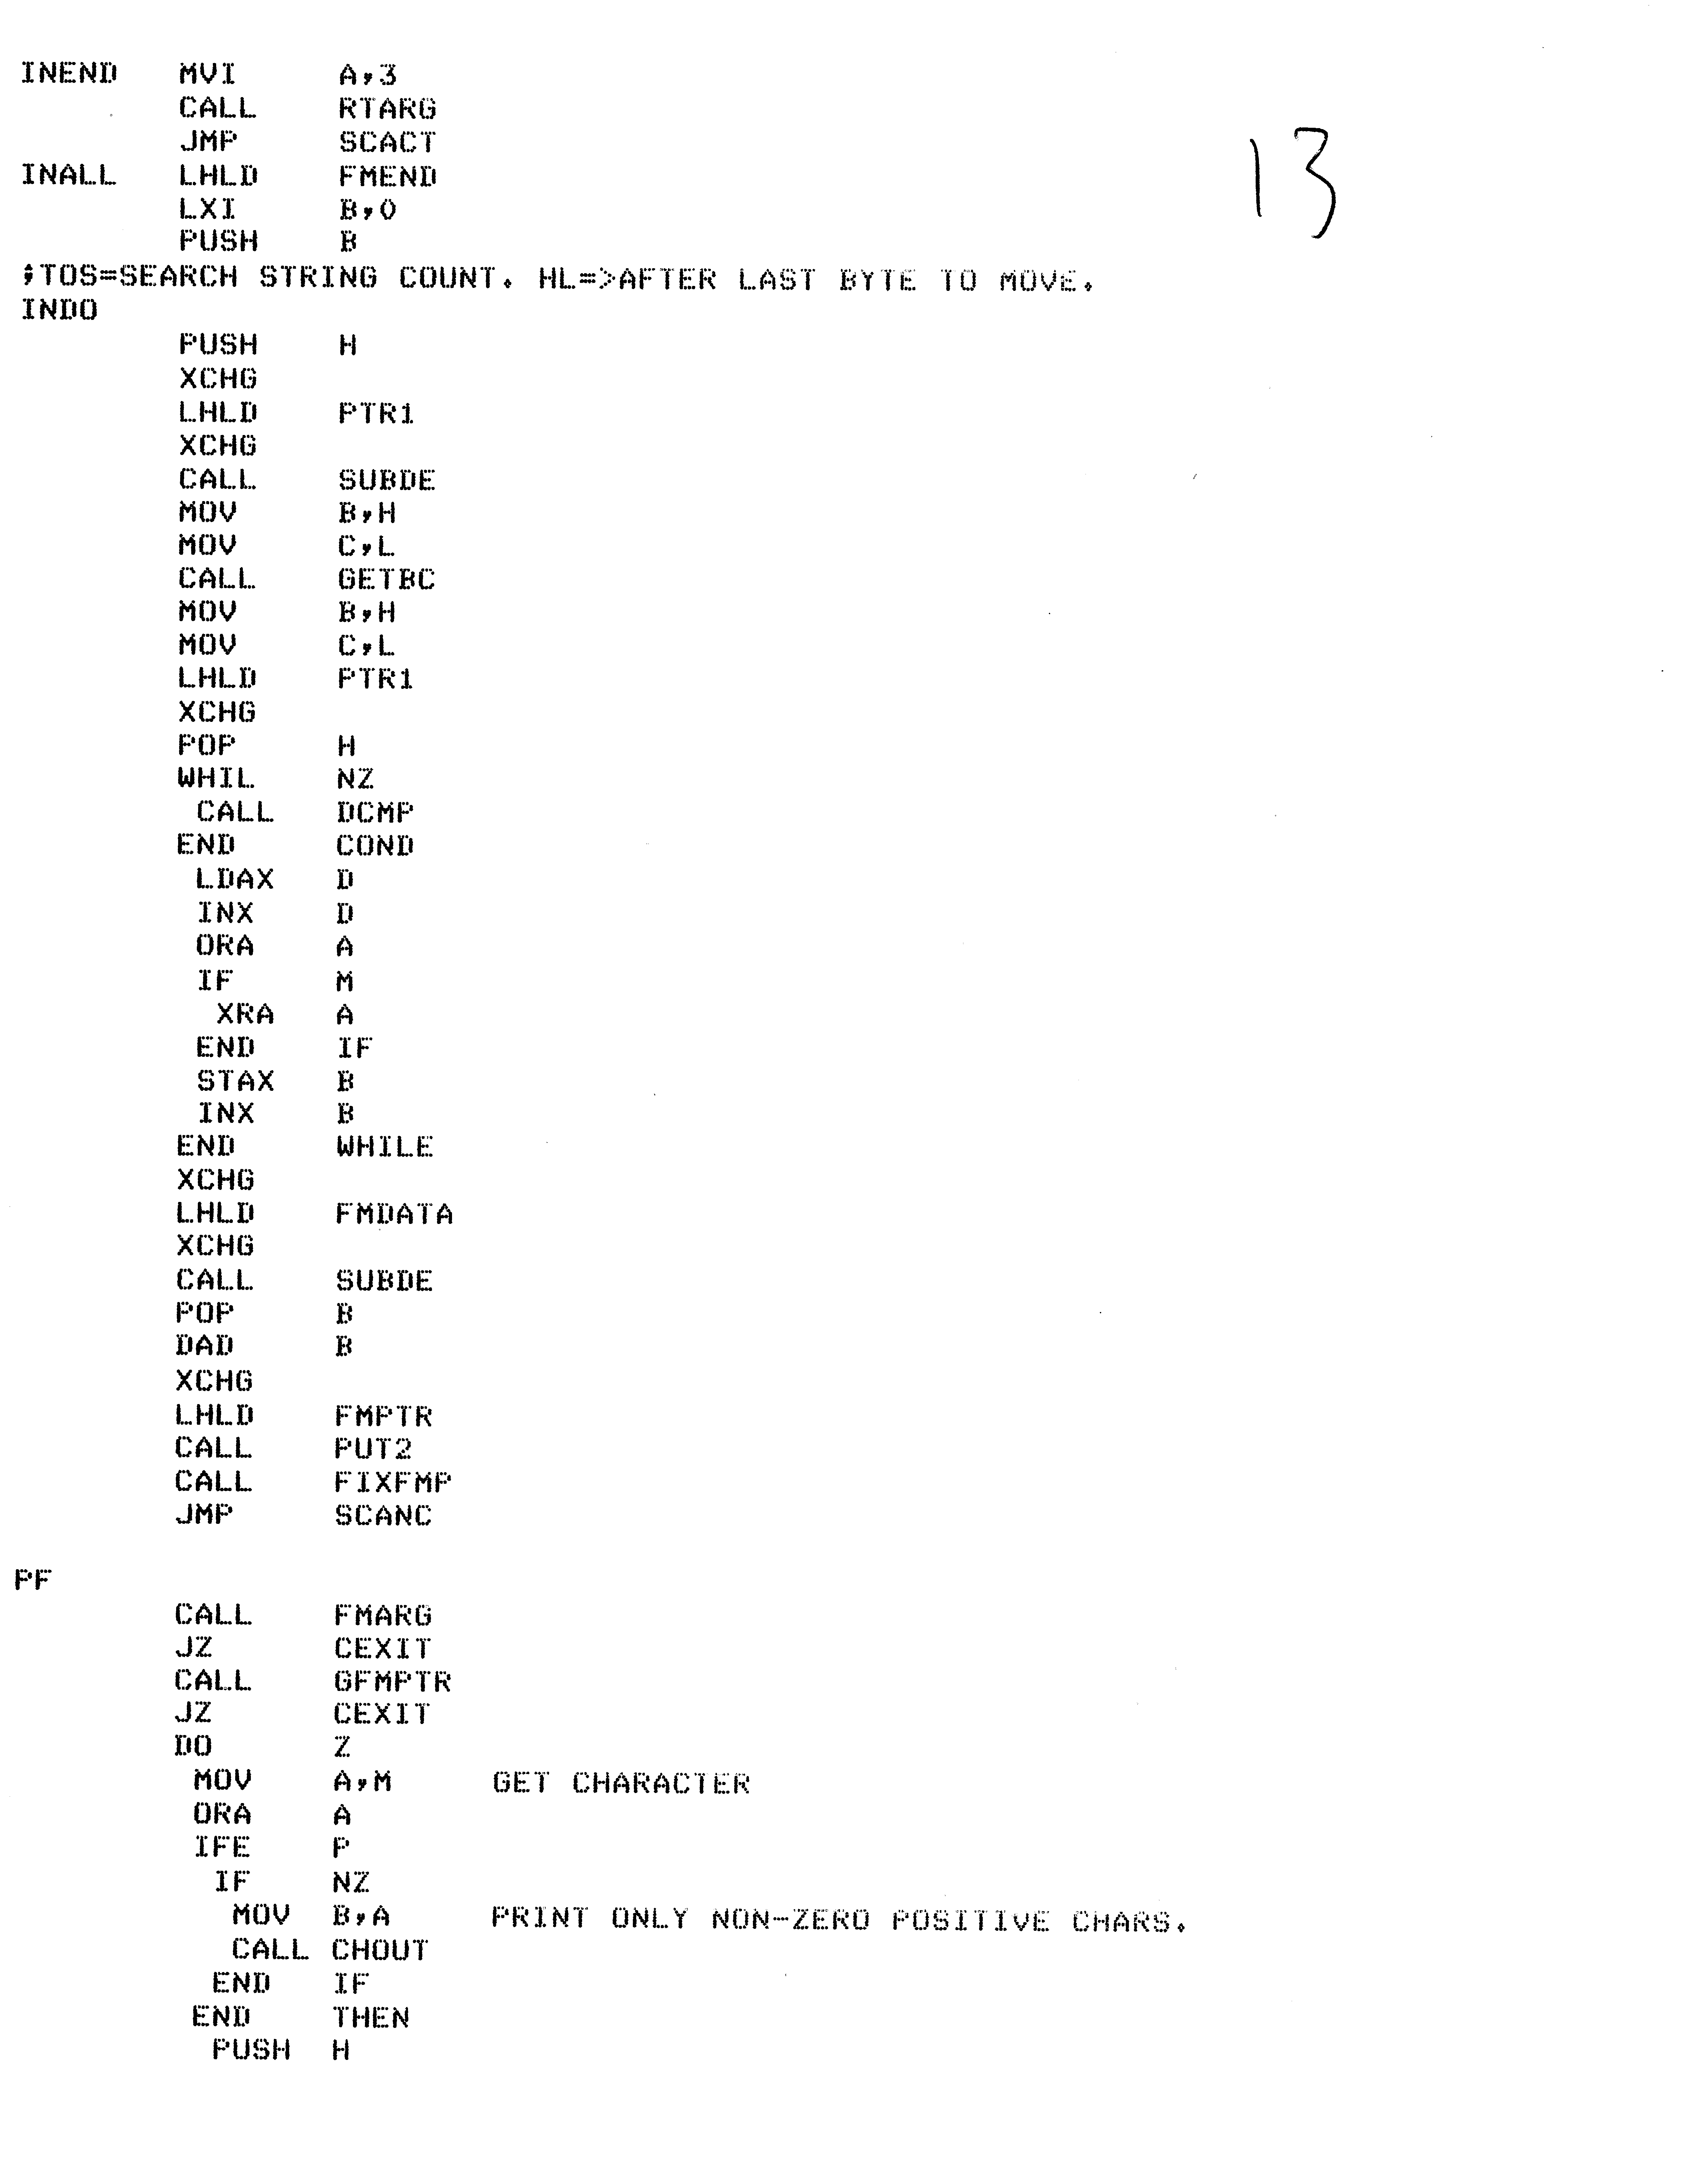 INEND   MVI     A,3
        CALL    RTARG
        JMP     SCACT
13
INALL   LHLD    FMEND
        LXI     B,0
        PUSH    B
;TOS=SEARCH STRING COUNT. HL=>AFTER LAST BYTE TO MOVE.
INDO
        PUSH    H
        XCHG
        LHLD    PTR1
        XCHG
        CALL    SUBDE
        MOV     B,H
        MOV     C,L
        CALL    GETBC
        MOV     B,H
        MOV     C,L
        LHLD    PTR1
        XCHG
        POP     H
        WHIL    NZ
         CALL   DCMP
        END     COND
         LDAX   D
         INX    D
         ORA    A
         IF     M
          XRA   A
         END    IF
         STAX   B
         INX    B
        END     WHILE
        XCHG
        LHLD    FMDATA
        XCHG
        CALL    SUBDE
        POP     B
        DAD     B
        XCHG
        LHLD    FMPTR
        CALL    PUT2
        CALL    FIXFMP
        JMP     SCANC
PF
        CALL    FMARG
        JZ      CEXIT
        CALL    GFMPTR
        JZ      CEXIT
        DO      Z
         MOV    A,M     GET CHARACTER
         ORA    A
         IFE    P
          IF    NZ
           MOV  B,A     PRINT ONLY NON-ZERO POSITIVE CHARS.
           CALL CHOUT
          END   IF
         END    THEN
          PUSH  H